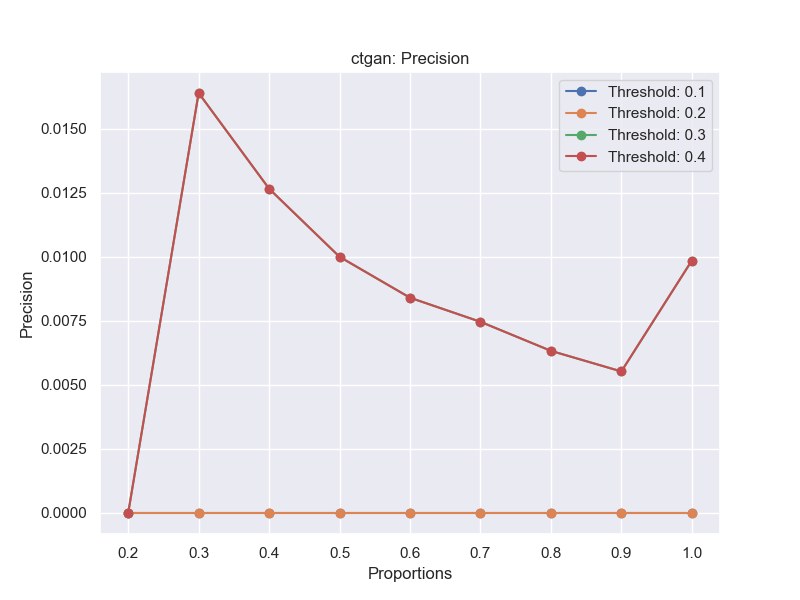 ctgan: Precision
Threshold: 0.1
Threshold: 0.2
Threshold: 0.3
Threshold: 0.4
Precision
0.0150
0.0125
0.0100
0.0075
0.0050
0.0025
0.0000
0.2 0.3 0.4 0.5 0.6 0.7 0.8 0.9 1.0
Proportions